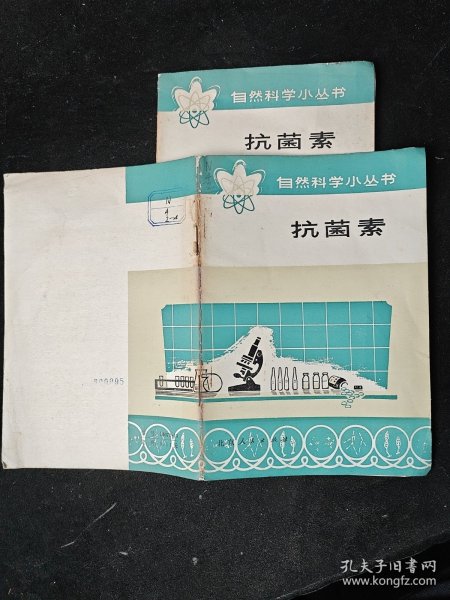 自然科学小丛书
抗菌素
自然科学小丛书
抗菌素
北京人民出版社
孔夫子旧书网
www.kongfz.com